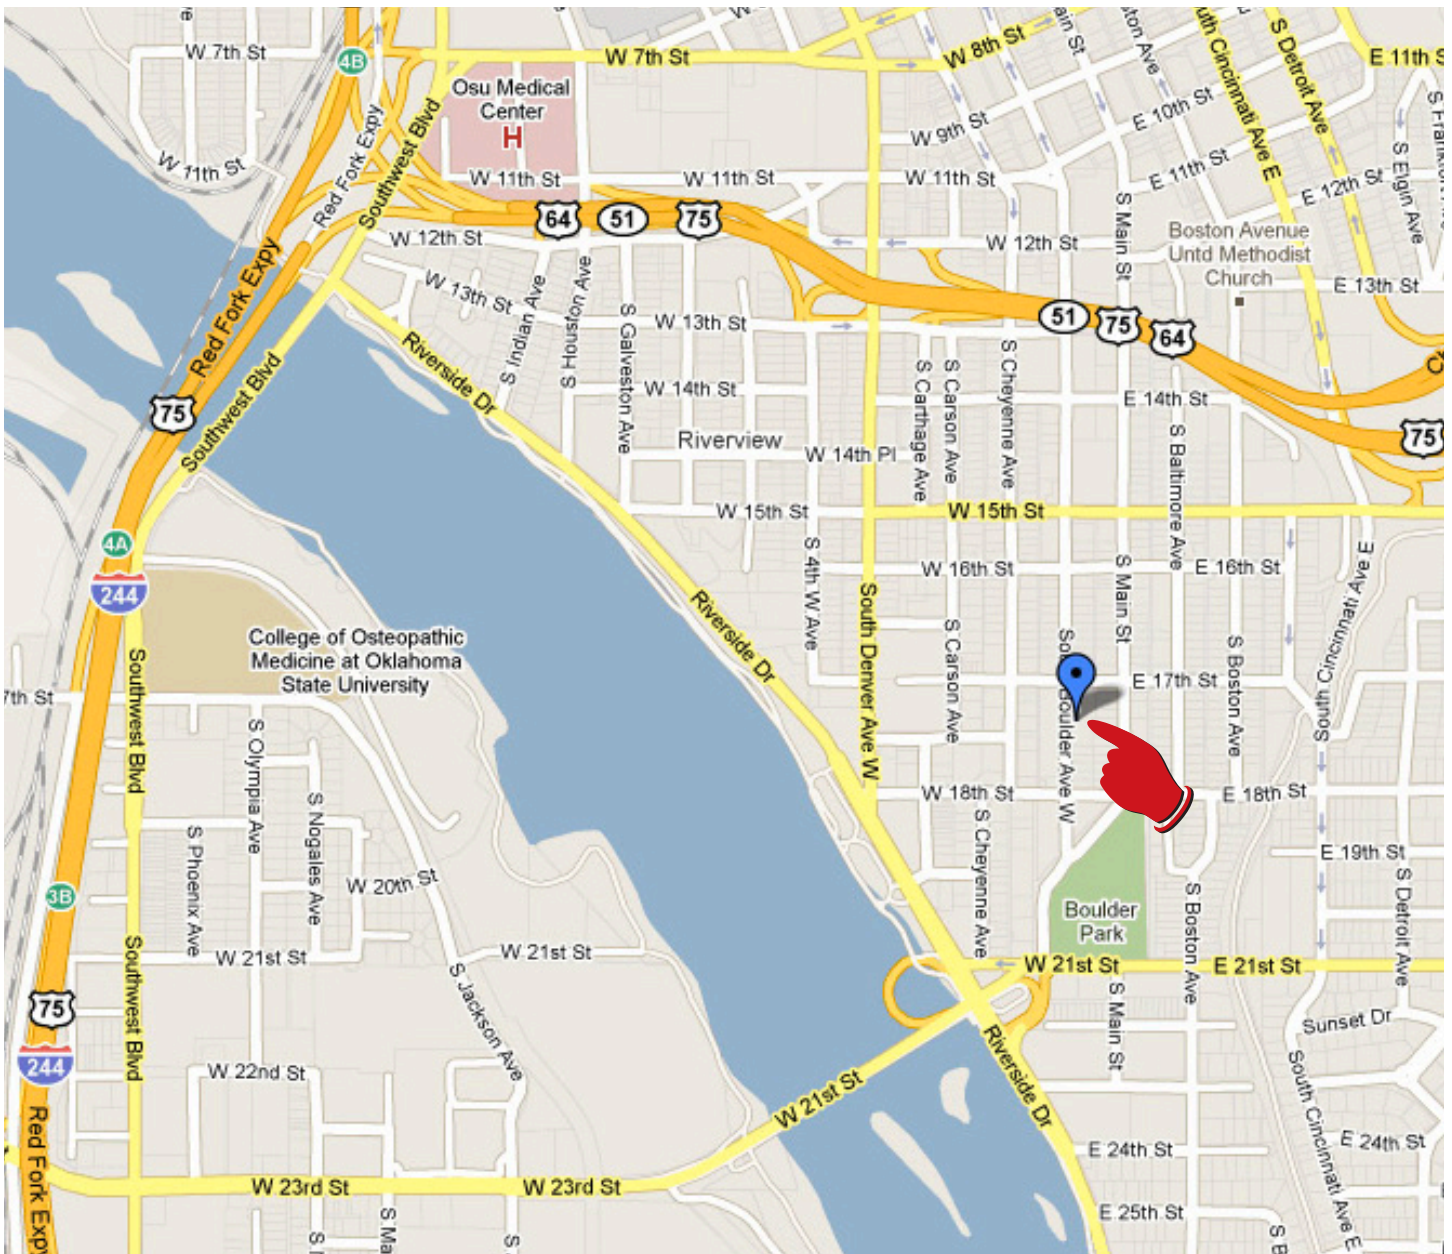 W 7th St
4B
W 7th St
W 8th St
E 11th S
S Detroit Ave
Osu Medical
Center
H
Southwest Blvd
Red Fork Expy
W 9th St
E 10th St
South Cincinnati Ave E
W 11th St
W 11th St
W 11th St
W 11th St
E 11th St
E 12th St
S Elgin Ave
64
51
75
S Main St
Boston Avenue
Untd Methodist
Church
W 12th St
W 12th St
E 13th St
Red Fork Expy
W 13th St
W 13th St
S Indian Ave
S Houston Ave
S Galveston Ave
51
75
64
75
Southwest Blvd
Riverside Dr
W 14th St
E 14th St
S Carthage Ave
S Carson Ave
S Cheyenne Ave
75
Riverview
W 14th Pl
S Baltimore Ave
W 15th St
W 15th St
4A
244
S 4th W Ave
W 16th St
S Main St
E 16th St
South Denver Ave W
Riverside Dr
College of Osteopathic
Medicine at Oklahoma
State University
7th St
Southwest Blvd
S Carson Ave
Boulder Ave W
E 17th St
S Boston Ave
South Cincinnati Ave E
S Olympia Ave
S Nogales Ave
S Phoenix Ave
W 18th St
E 18th St
S Cheyenne Ave
3B
W 20th St
E 19th St
S Detroit Ave
Boulder
Park
S Boston Ave
W 21st St
W 21st St
W 21st St
E 21st St
Southwest Blvd
S Jackson Ave
75
244
S Main St
Sunset Dr
W 22nd St
W 21st St
Riverside Dr
South Cincinnati Ave E
E 24th St
E 24th St
Red Fork Expy
W 23rd St
W 23rd St
E 25th St